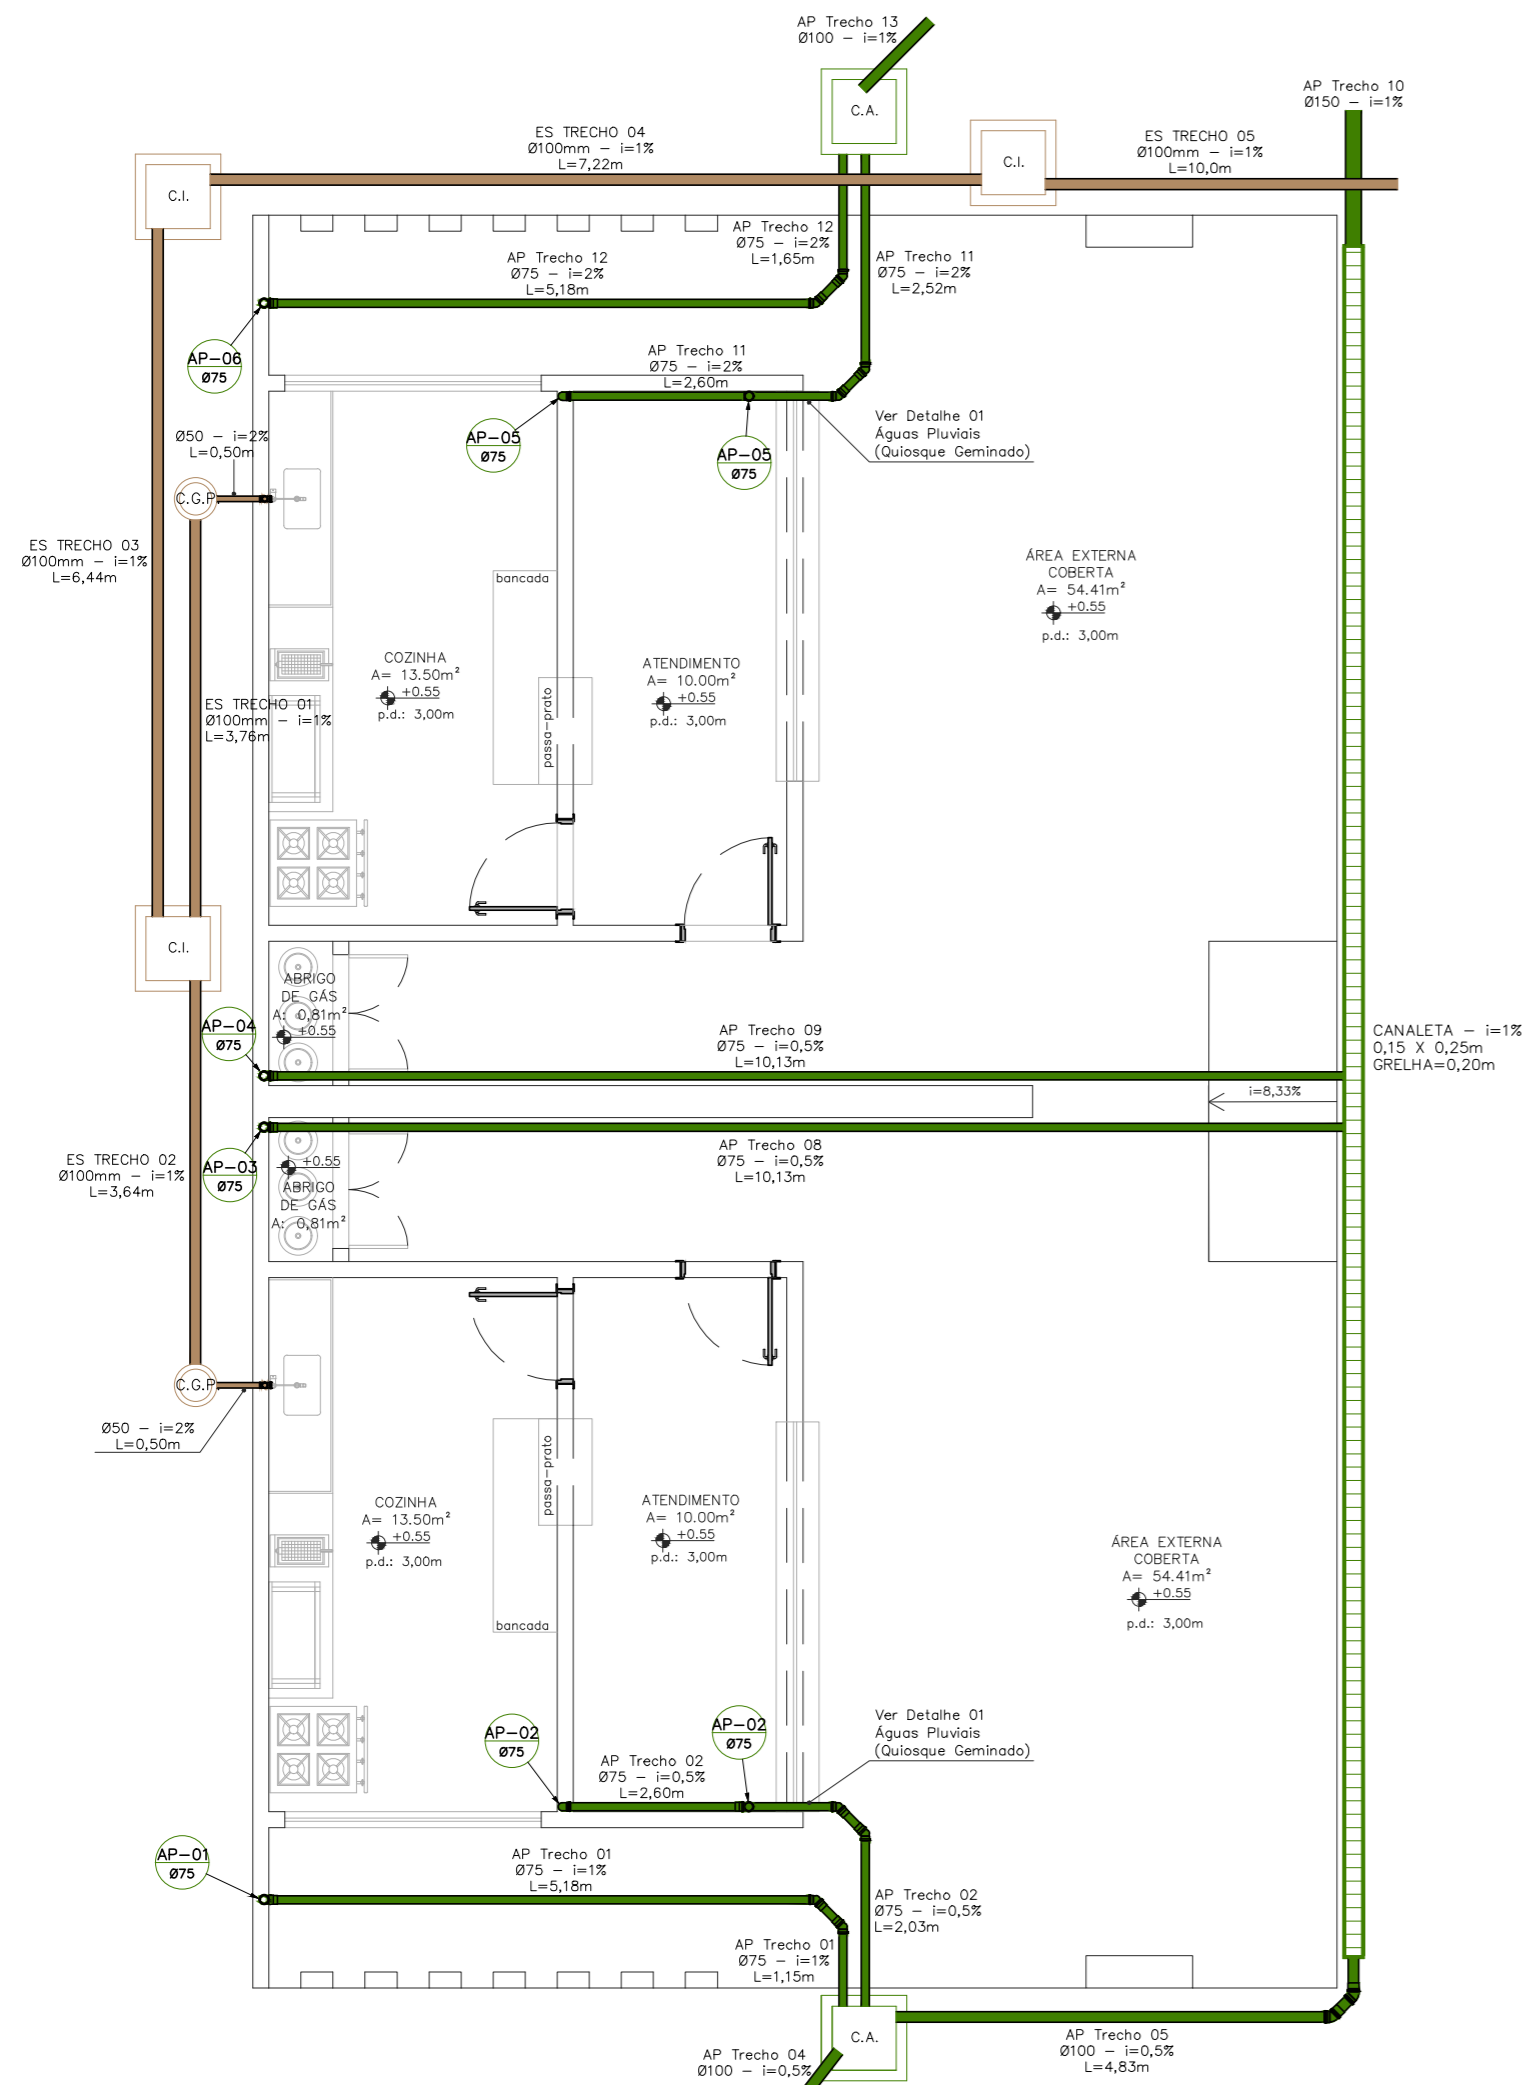 AP Trecho 13
Ø100 – i=1%
C.A.
AP Trecho 10
Ø150 – i=1%
ES TRECHO 04
Ø100mm – i=1%
L=7,22m
ES TRECHO 05
Ø100mm – i=1%
L=10,0m
C.I.
C.I.
AP Trecho 12
Ø75 – i=2%
L=1,65m
AP Trecho 12
Ø75 – i=2%
L=5,18m
AP Trecho 11
Ø75 – i=2%
L=2,52m
AP-06
Ø75
AP Trecho 11
Ø75 – i=2%
L=2,60m
AP-05
Ø75
AP-05
Ø75
Ver Detalhe 01
Águas Pluviais
(Quiosque Geminado)
Ø50 – i=2%
L=0,50m
C.G.P.
ES TRECHO 03
Ø100mm – i=1%
L=6,44m
bancada
ÁREA EXTERNA
COBERTA
A= 54.41m²
+0.55
p.d.: 3,00m
COZINHA
A= 13.50m²
+0.55
p.d.: 3,00m
ATENDIMENTO
A= 10.00m²
+0.55
p.d.: 3,00m
passa-prato
ES TRECHO 01
Ø100mm – i=1%
L=3,76m
C.I.
ABRIGO
DE GÁS
A: 0,81m²
+0.55
AP-04
Ø75
AP Trecho 09
Ø75 – i=0,5%
L=10,13m
CANALETA – i=1%
0,15 X 0,25m
GRELHA=0,20m
i=8,33%
AP Trecho 08
Ø75 – i=0,5%
L=10,13m
AP-03
Ø75
ES TRECHO 02
Ø100mm – i=1%
L=3,64m
+0.55
ABRIGO
DE GÁS
A: 0,81m²
C.G.P.
Ø50 – i=2%
L=0,50m
passa-prato
COZINHA
A= 13.50m²
+0.55
p.d.: 3,00m
ATENDIMENTO
A= 10.00m²
+0.55
p.d.: 3,00m
ÁREA EXTERNA
COBERTA
A= 54.41m²
+0.55
p.d.: 3,00m
bancada
AP-02
Ø75
AP-02
Ø75
Ver Detalhe 01
Águas Pluviais
(Quiosque Geminado)
AP Trecho 02
Ø75 – i=0,5%
L=2,60m
AP-01
Ø75
AP Trecho 01
Ø75 – i=1%
L=5,18m
AP Trecho 02
Ø75 – i=0,5%
L=2,03m
AP Trecho 01
Ø75 – i=1%
L=1,15m
C.A.
AP Trecho 04
Ø100 – i=0,5%
AP Trecho 05
Ø100 – i=0,5%
L=4,83m